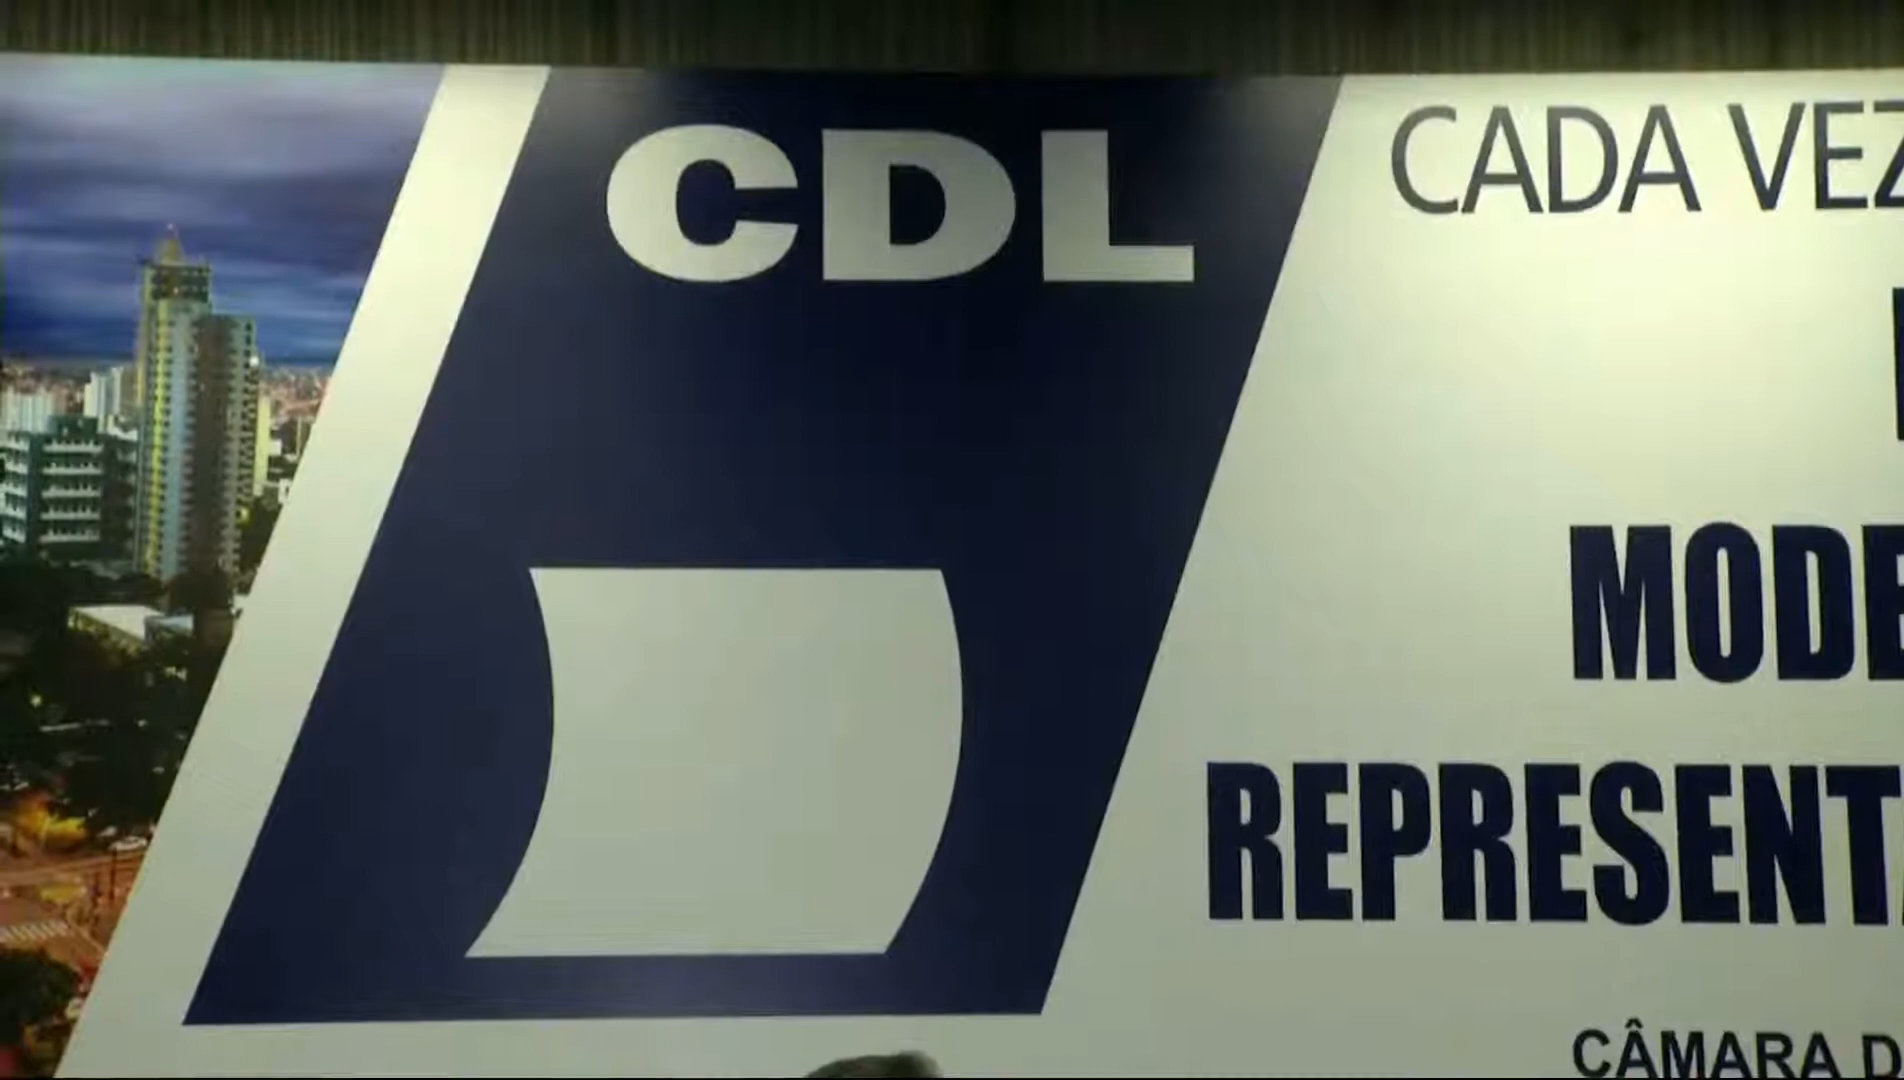 CDL
CADA VEZ
MODE
REPRESENT
CÂMARA D